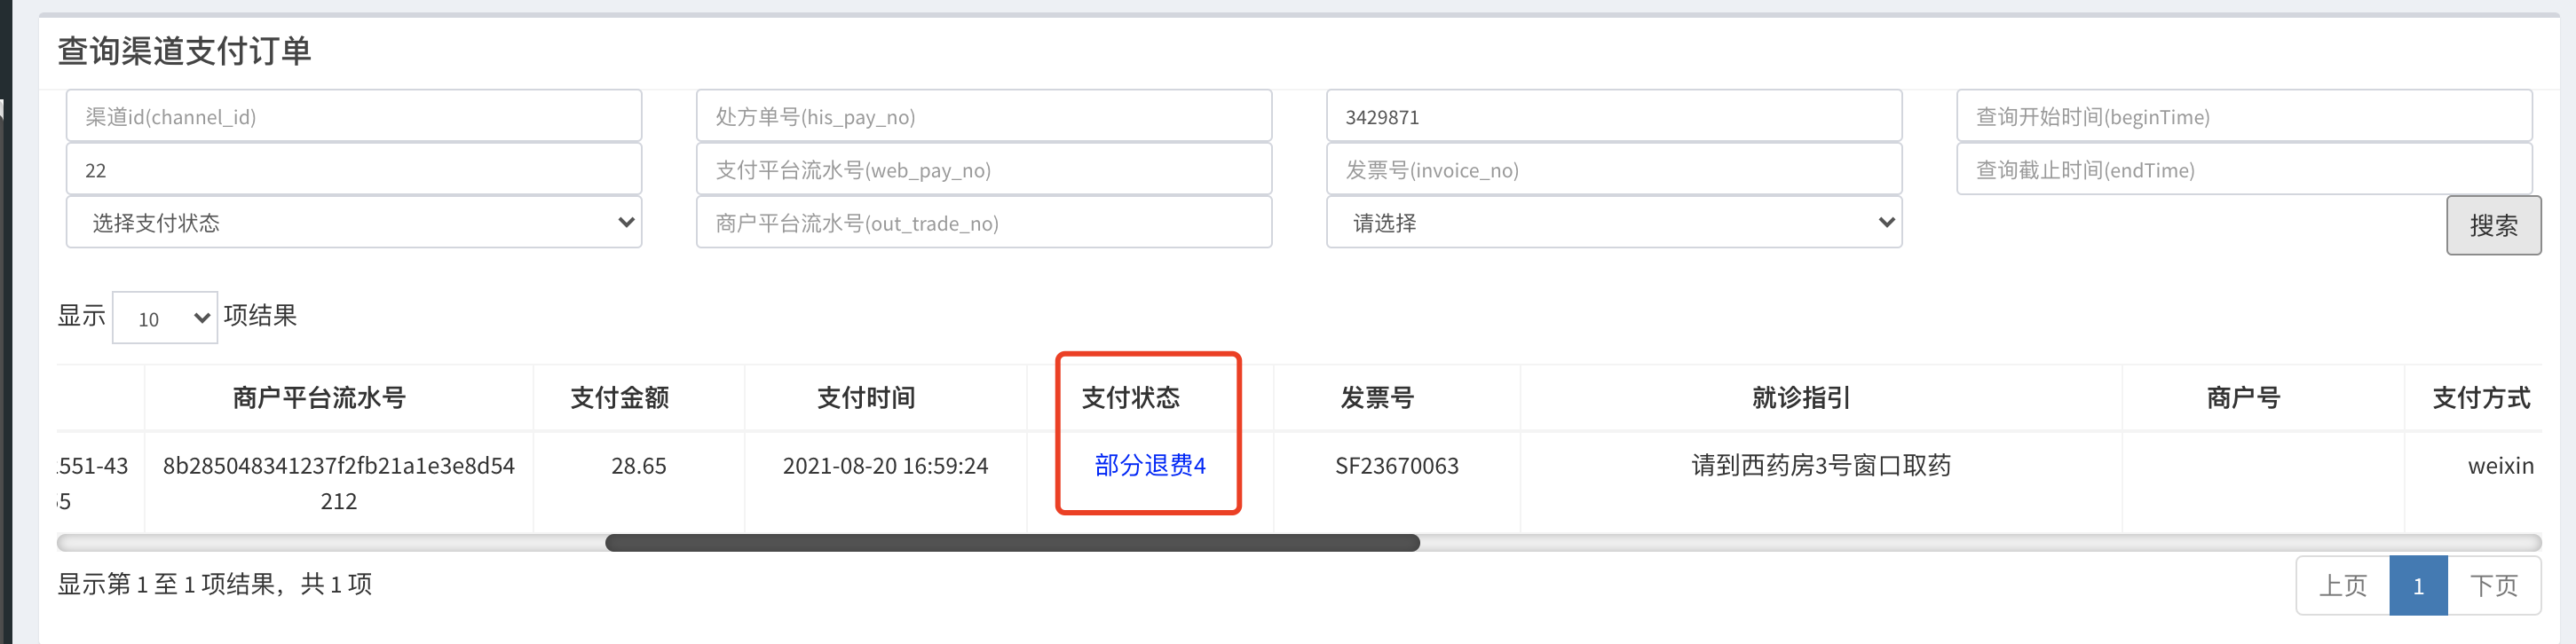 查询渠道支付订单
渠道id(channel_id)
处方单号(his_pay_no)
3429871
查询开始时间(beginTime)
22
支付平台流水号(web_pay_no)
发票号(invoice_no)
查询截止时间(endTime)
选择支付状态
商户平台流水号(out_trade_no)
请选择
搜索
显示 10 项结果
商户平台流水号
支付金额
支付时间
支付状态
发票号
就诊指引
商户号
支付方式
1551-43
8b285048341237f2fb21a1e3e8d54
28.65
2021-08-20 16:59:24
部分退费4
SF23670063
请到西药房3号窗口取药
weixin
5
212
显示第 1 至 1 项结果，共 1 项
上页
1
下页